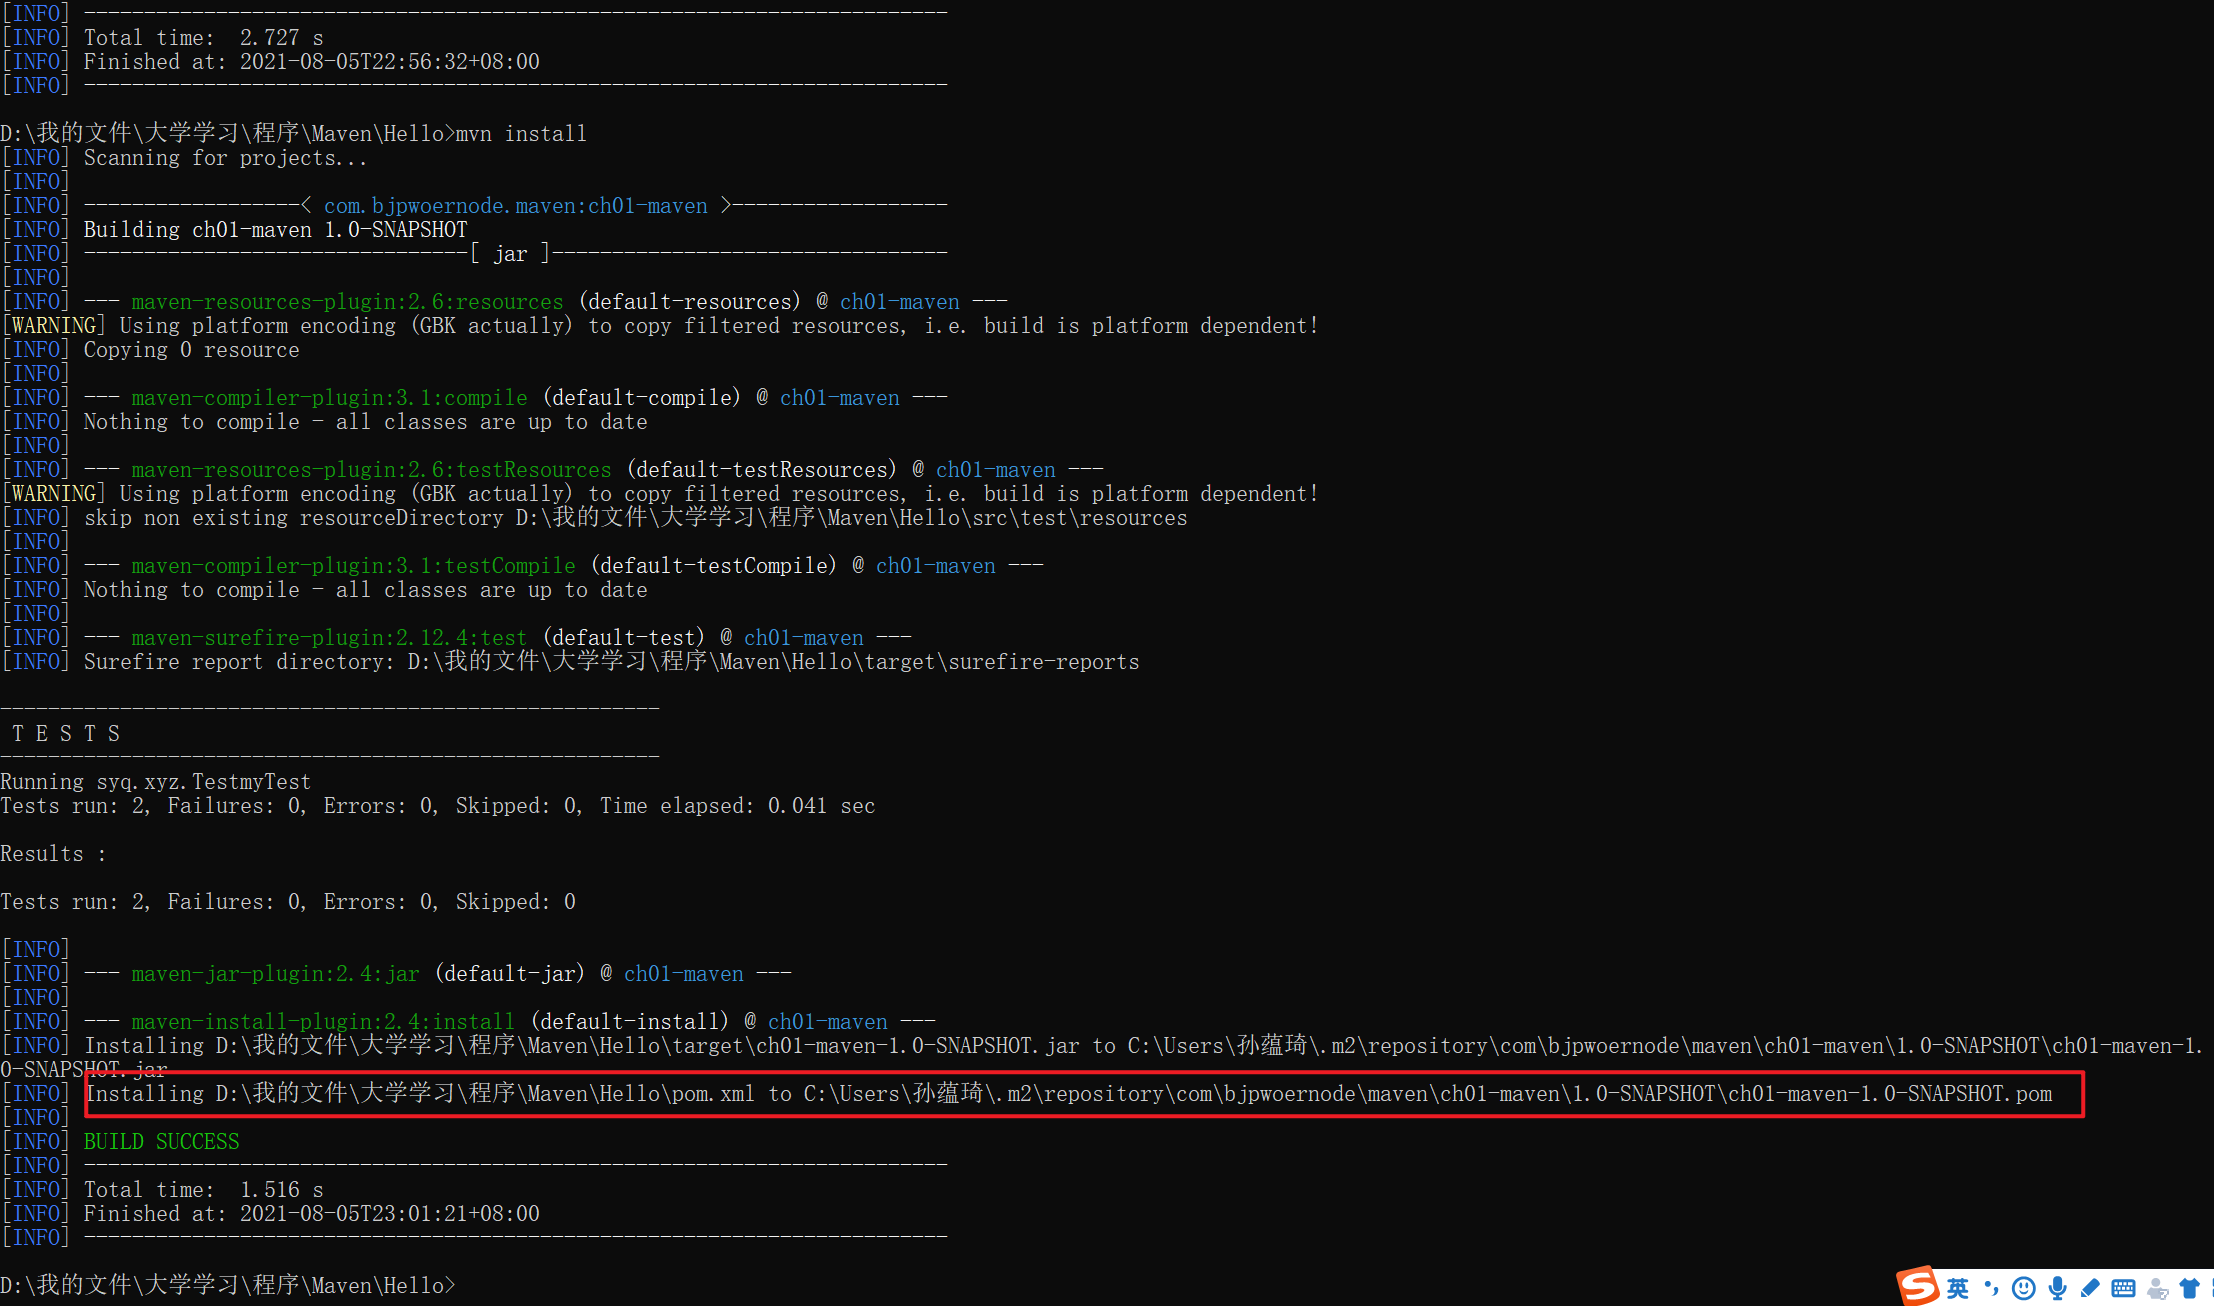 [INFO] ------------------------------------------------------------------------
[INFO] Total time:  2.727 s
[INFO] Finished at: 2021-08-05T22:56:32+08:00
[INFO] ------------------------------------------------------------------------
D:\我的文件\大学学习\程序\Maven\Hello>mvn install
[INFO] Scanning for projects...
[INFO]
[INFO] ------------------< com.bjpwoernode.maven:ch01-maven >------------------
[INFO] Building ch01-maven 1.0-SNAPSHOT
[INFO] --------------------------------[ jar ]---------------------------------
[INFO]
[INFO] --- maven-resources-plugin:2.6:resources (default-resources) @ ch01-maven ---
[WARNING] Using platform encoding (GBK actually) to copy filtered resources, i.e. build is platform dependent!
[INFO] Copying 0 resource
[INFO]
[INFO] --- maven-compiler-plugin:3.1:compile (default-compile) @ ch01-maven ---
[INFO] Nothing to compile - all classes are up to date
[INFO]
[INFO] --- maven-resources-plugin:2.6:testResources (default-testResources) @ ch01-maven ---
[WARNING] Using platform encoding (GBK actually) to copy filtered resources, i.e. build is platform dependent!
[INFO] skip non existing resourceDirectory D:\我的文件\大学学习\程序\Maven\Hello\src\test\resources
[INFO]
[INFO] --- maven-compiler-plugin:3.1:testCompile (default-testCompile) @ ch01-maven ---
[INFO] Nothing to compile - all classes are up to date
[INFO]
[INFO] --- maven-surefire-plugin:2.12.4:test (default-test) @ ch01-maven ---
[INFO] Surefire report directory: D:\我的文件\大学学习\程序\Maven\Hello\target\surefire-reports
-------------------------------------------------------
 T E S T S
-------------------------------------------------------
Running syq.xyz.TestmyTest
Tests run: 2, Failures: 0, Errors: 0, Skipped: 0, Time elapsed: 0.041 sec
Results :
Tests run: 2, Failures: 0, Errors: 0, Skipped: 0
[INFO]
[INFO] --- maven-jar-plugin:2.4:jar (default-jar) @ ch01-maven ---
[INFO]
[INFO] --- maven-install-plugin:2.4:install (default-install) @ ch01-maven ---
[INFO] Installing D:\我的文件\大学学习\程序\Maven\Hello\target\ch01-maven-1.0-SNAPSHOT.jar to C:\Users\孙蕴琦\.m2\repository\com\bjpwoernode\maven\ch01-maven\1.0-SNAPSHOT\ch01-maven-1.
0-SNAPSHOT.jar
[INFO] Installing D:\我的文件\大学学习\程序\Maven\Hello\pom.xml to C:\Users\孙蕴琦\.m2\repository\com\bjpwoernode\maven\ch01-maven\1.0-SNAPSHOT\ch01-maven-1.0-SNAPSHOT.pom
[INFO]
[INFO] BUILD SUCCESS
[INFO] ------------------------------------------------------------------------
[INFO] Total time:  1.516 s
[INFO] Finished at: 2021-08-05T23:01:21+08:00
[INFO] ------------------------------------------------------------------------
D:\我的文件\大学学习\程序\Maven\Hello>
S 英